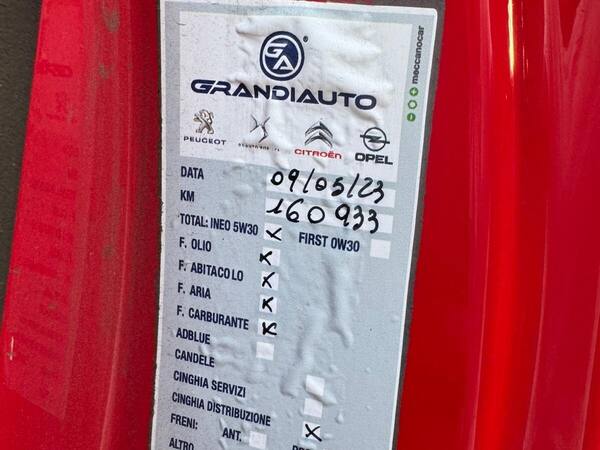 GA ®
GRANDIAUTO
meccanocar
PEUGEOT CITROËN OPEL
DATA 09/05/23
KM 160933
TOTAL: INEO 5W30 x FIRST 0W30
F. OLIO x
F. ABITACOLO x
F. ARIA x
F. CARBURANTE x
ADBLUE
CANDELE
CINGHIA SERVIZI
CINGHIA DISTRIBUZIONE
FRENI: ANT. x
ALTRO